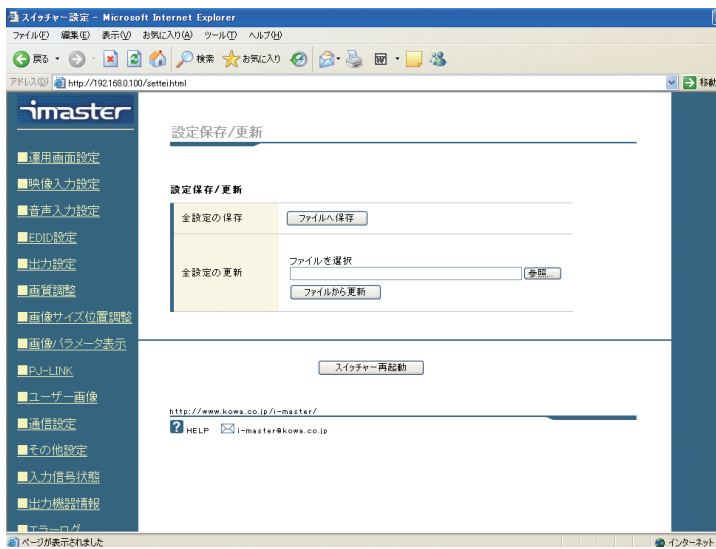 スイッチャー設定 - Microsoft Internet Explorer
ファイル(F) 編集(E) 表示(V) お気に入り(A) ツール(T) ヘルプ(H)
戻る 検索 お気に入り
アドレス(D) http://192.168.0.100/settei.html 移動
imaster
■運用画面設定
■映像入力設定
■音声入力設定
■EDID設定
■出力設定
■画質調整
■画像サイズ位置調整
■画像パラメータ表示
■PJ-LINK
■ユーザー画像
■通信設定
■その他設定
■入力信号状態
■出力機器情報
■エラーログ
設定保存/更新
設定保存/更新
全設定の保存 ファイルへ保存
全設定の更新
ファイルを選択
参照...
ファイルから更新
スイッチャー再起動
http://www.kowa.co.jp/i-master/
? HELP i-master@kowa.co.jp
ページが表示されました インターネット